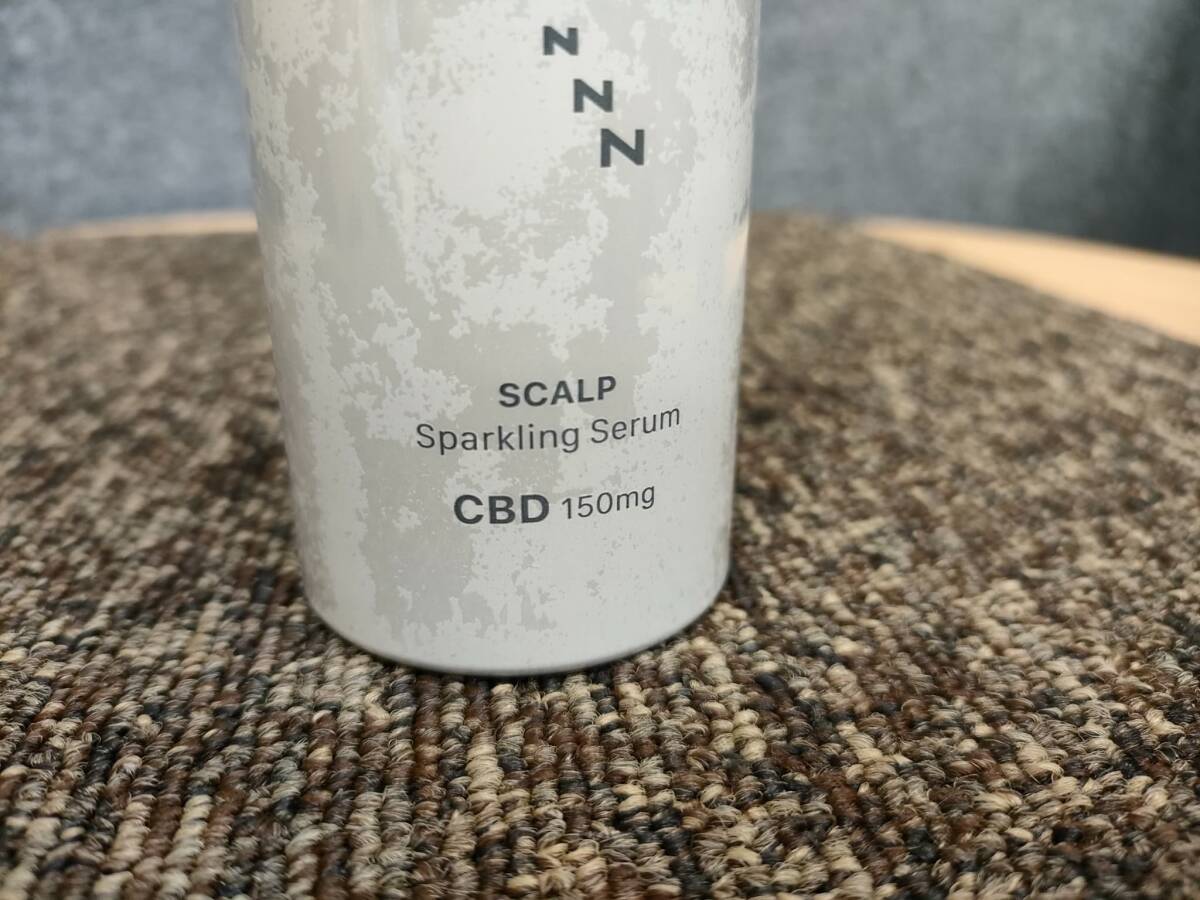 N
N
N
SCALP
Sparkling Serum
CBD 150mg